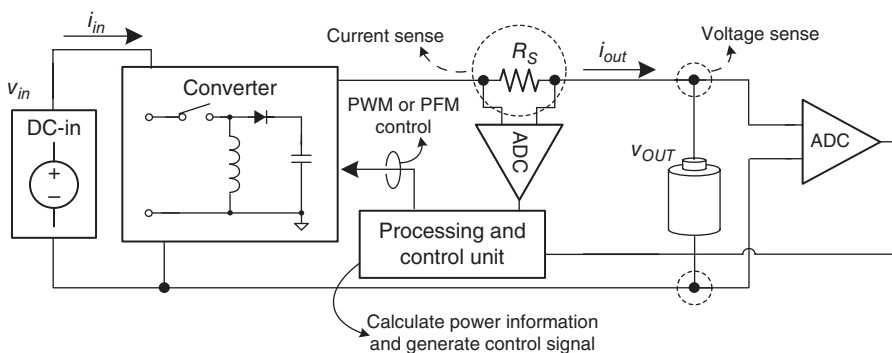 i_in
Current sense
R_S
i_out
Voltage sense
v_in
Converter
PWM or PFM
control
DC-in
+
−
ADC
v_OUT
ADC
Processing and
control unit
Calculate power information
and generate control signal